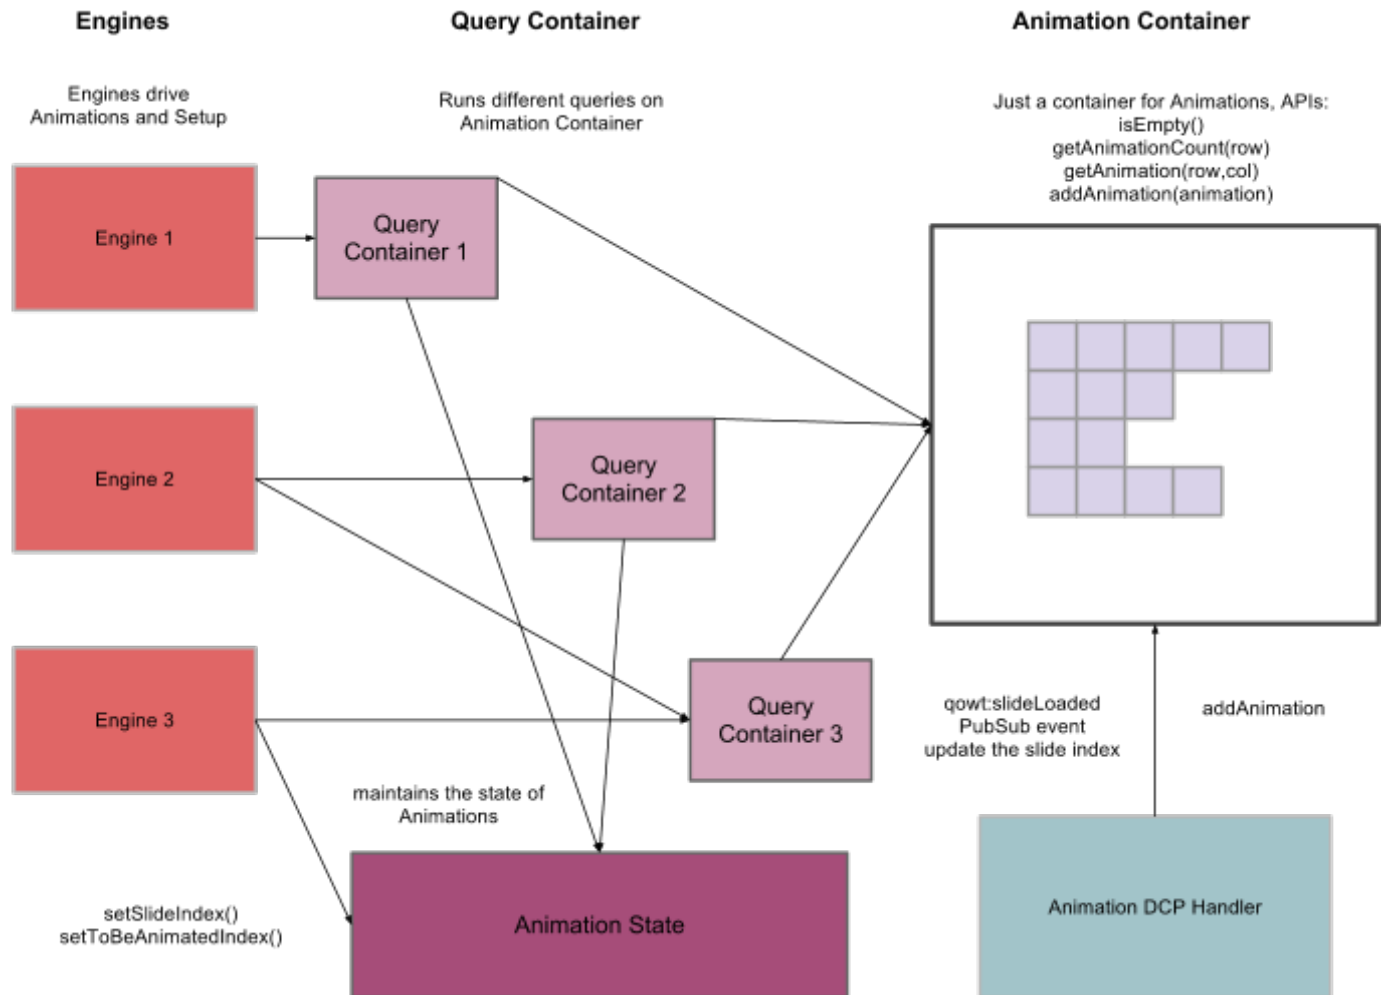 Engines
Query Container
Animation Container
Engines drive
Animations and Setup
Runs different queries on
Animation Container
Just a container for Animations, APIs:
isEmpty()
getAnimationCount(row)
getAnimation(row,col)
addAnimation(animation)
Engine 1
Query
Container 1
Engine 2
Query
Container 2
Engine 3
Query
Container 3
qowt:slideLoaded
PubSub event
update the slide index
addAnimation
maintains the state of
Animations
setSlideIndex()
setToBeAnimatedIndex()
Animation State
Animation DCP Handler